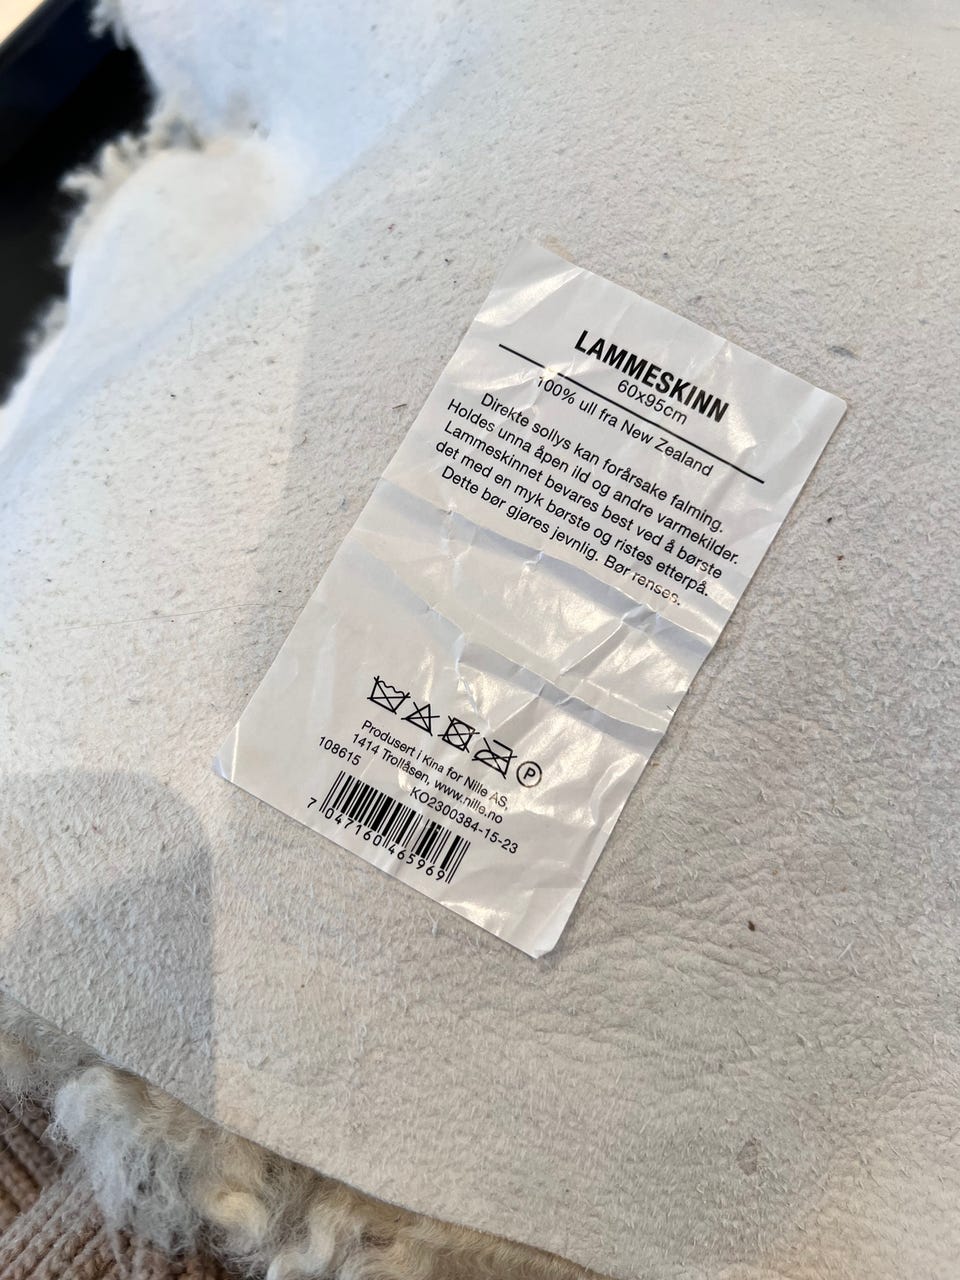 LAMMESKINN
60x95cm
100% ull fra New Zealand
Direkte sollys kan forårsake falming.
Holdes unna åpen ild og andre varmekilder.
Lammeskinnet bevares best ved å børste
det med en myk børste og ristes etterpå.
Dette bør gjøres jevnlig. Bør renses.
P
Produsert i Kina for Nille AS,
1414 Trollåsen, www.nille.no
108615
KO2300384-15-23
7 047160 465969